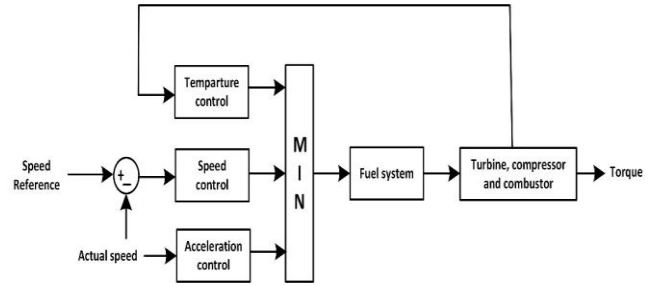 Temparture
control
Speed
Reference
+
−
Speed
control
M
I
N
Fuel system
Turbine, compressor
and combustor
Torque
Actual speed
Acceleration
control